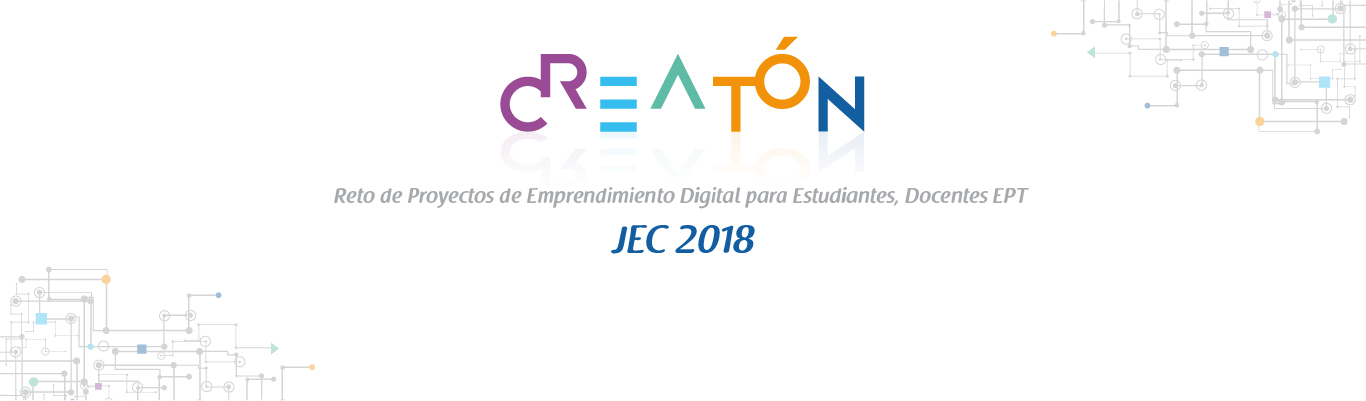 CREATÓN
Reto de Proyectos de Emprendimiento Digital para Estudiantes, Docentes EPT
JEC 2018